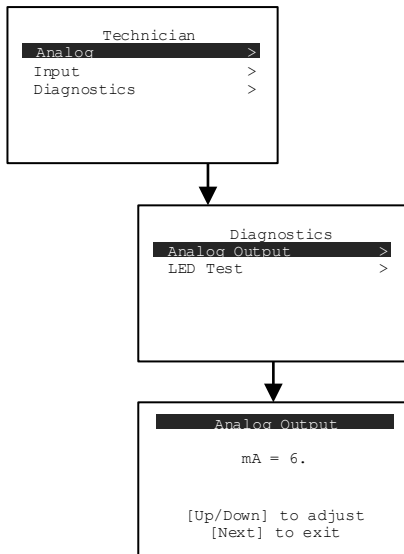 Technician
Analog >
Input >
Diagnostics >
Diagnostics
Analog Output >
LED Test >
Analog Output
mA = 6.
[Up/Down] to adjust
[Next] to exit